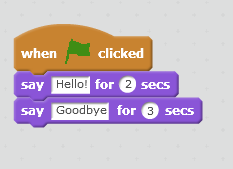 when clicked
say Hello! for 2 secs
say Goodbye for 3 secs